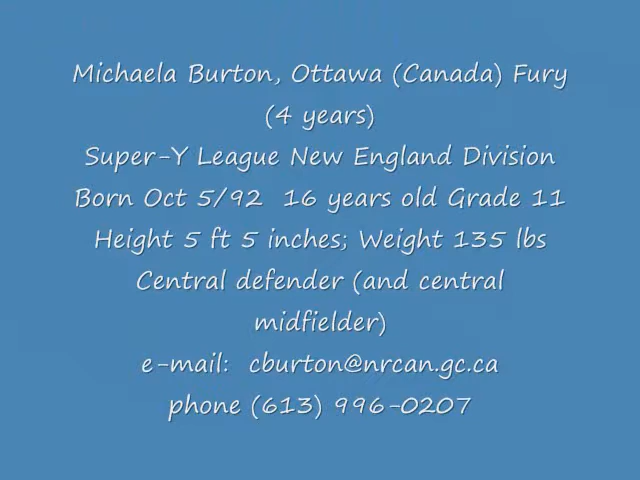 Michaela Burton, Ottawa (Canada) Fury
(4 years)
Super-Y League New England Division
Born Oct 5/92  16 years old Grade 11
Height 5 ft 5 inches; Weight 135 lbs
Central defender (and central
midfielder)
e-mail:  cburton@nrcan.gc.ca
phone (613) 996-0207